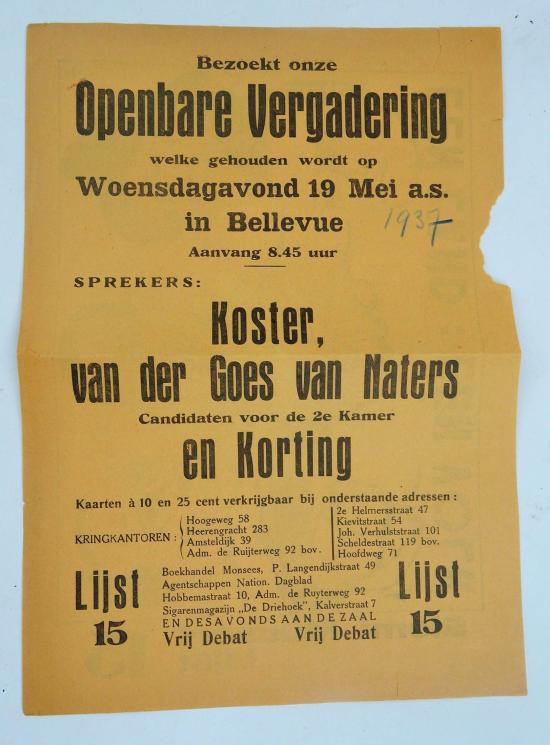 Bezoekt onze
Openbare Vergadering
welke gehouden wordt op
Woensdagavond 19 Mei a.s.
in Bellevue
1937
Aanvang 8.45 uur
SPREKERS:
Koster,
van der Goes van Naters
Candidaten voor de 2e Kamer
en Korting
Kaarten à 10 en 25 cent verkrijgbaar bij onderstaande adressen :
KRINGKANTOREN :
Hoogeweg 58
Heerengracht 283
Amsteldijk 39
Adm. de Ruijterweg 92 bov.
2e Helmersstraat 47
Kievitstraat 54
Joh. Verhulststraat 101
Scheldestraat 119 bov.
Hoofdweg 71
Lijst
15
Boekhandel Monsees, P. Langendijkstraat 49
Agentschappen Nation. Dagblad
Hobbemastraat 10, Adm. de Ruyterweg 92
Sigarenmagazijn „De Driehoek", Kalverstraat 7
EN DES AVONDS AAN DE ZAAL
Vrij Debat Vrij Debat
Lijst
15